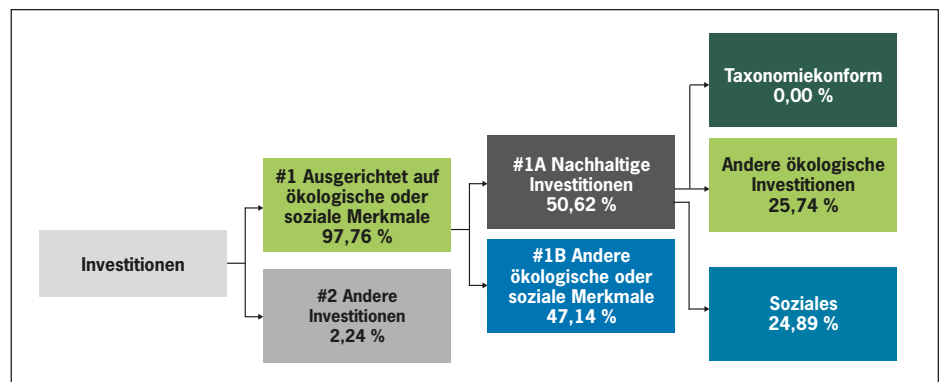 Investitionen
#1 Ausgerichtet auf
ökologische oder
soziale Merkmale
97,76 %
#2 Andere
Investitionen
2,24 %
#1A Nachhaltige
Investitionen
50,62 %
#1B Andere
ökologische oder
soziale Merkmale
47,14 %
Taxonomiekonform
0,00 %
Andere ökologische
Investitionen
25,74 %
Soziales
24,89 %